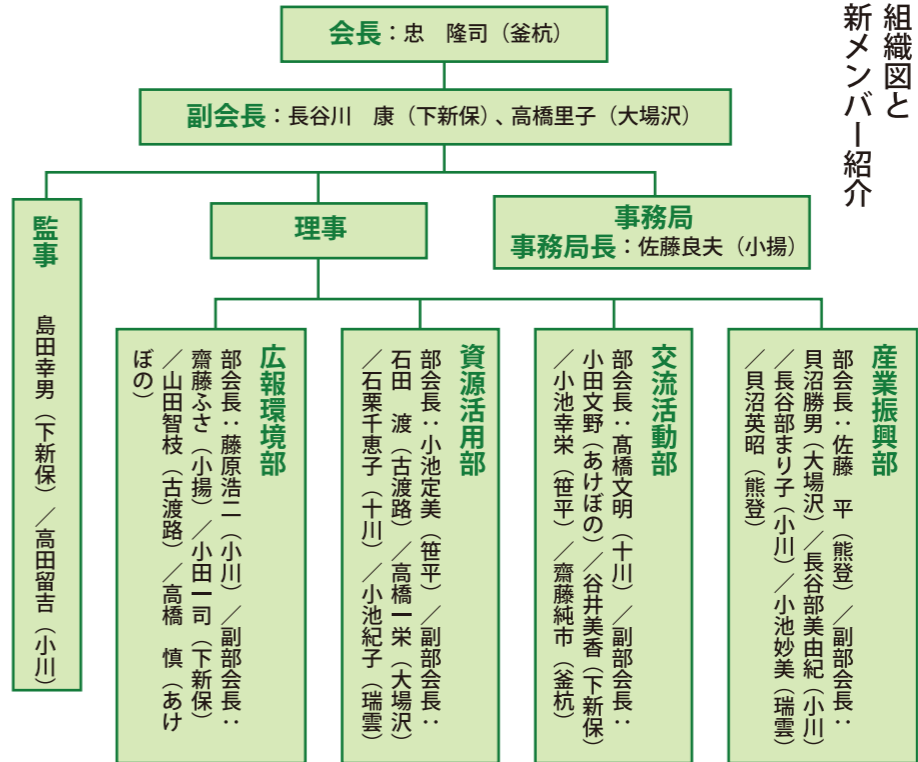 組織図と
新メンバー紹介
会長：忠　隆司（釜杭）
副会長：長谷川　康（下新保）、高橋里子（大場沢）
事務局
事務局長：佐藤良夫（小揚）
理事
監事
島田幸男（下新保）／高田留吉（小川）
産業振興部
部会長：佐藤　平（熊登）／副部会長：
貝沼勝男（大場沢）／長谷部美由紀（小川）
／長谷部まり子（小川）／小池妙美（瑞雲）
／貝沼英昭（熊登）
交流活動部
部会長：髙橋文明（十川）／副部会長：
小田文野（あけぼの）／谷井美香（下新保）
／小池幸栄（笹平）／齋藤純市（釜杭）
資源活用部
部会長：小池定美（笹平）／副部会長：
石田　渡（古渡路）／高橋一栄（大場沢）
／石栗千恵子（十川）／小池紀子（瑞雲）
広報環境部
部会長：藤原浩二（小川）／副部会長：
齋藤ふさ（小揚）／小田一司（下新保）
／山田智枝（古渡路）／高橋　慎（あけ
ぼの）